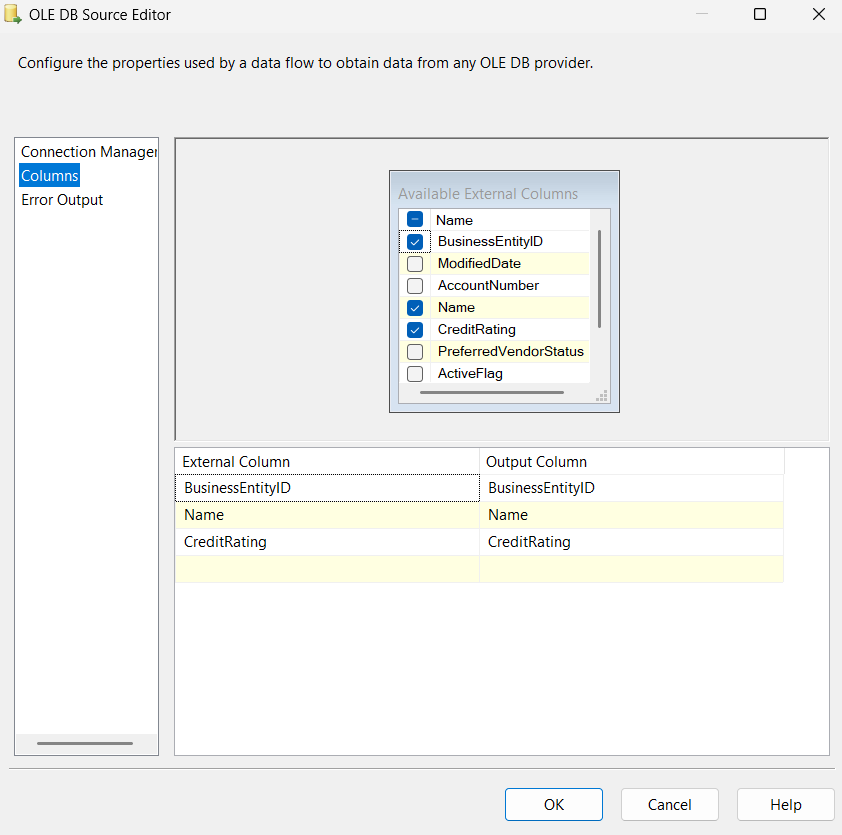 OLE DB Source Editor
Configure the properties used by a data flow to obtain data from any OLE DB provider.
Connection Manager
Columns
Error Output
Available External Columns
Name
BusinessEntityID
ModifiedDate
AccountNumber
Name
CreditRating
PreferredVendorStatus
ActiveFlag
External Column Output Column
BusinessEntityID BusinessEntityID
Name Name
CreditRating CreditRating
OK Cancel Help